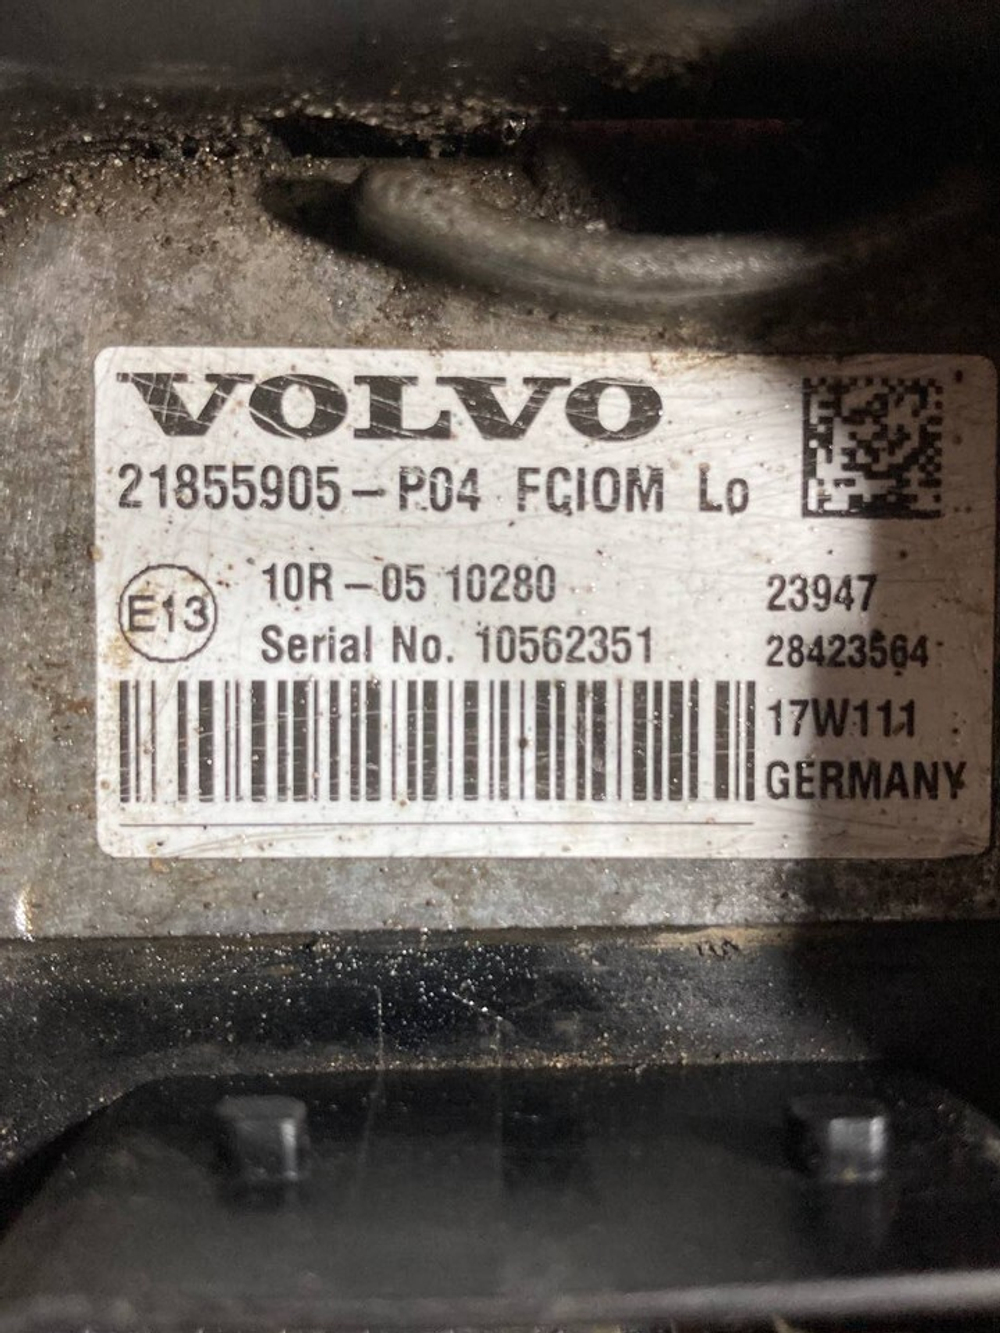 VOLVO
21855905-P04 FCIOM Lo
E13
10R-05 10280
Serial No. 10562351
23947
28423564
17W111
GERMANY